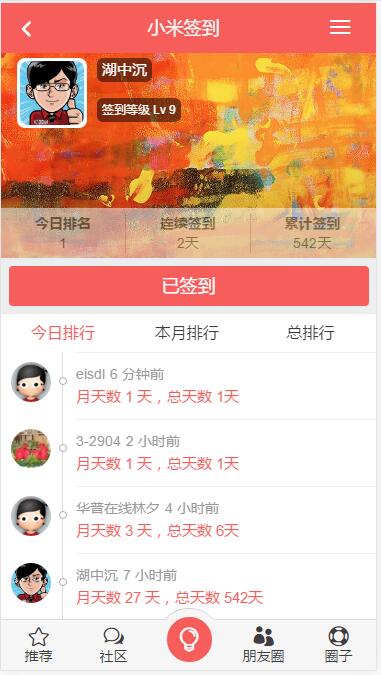 小米签到
湖中沉
签到等级 Lv 9
今日排名 连续签到 累计签到
1 2天 542天
已签到
今日排行 本月排行 总排行
eisdl 6 分钟前
月天数 1 天，总天数 1天
3-2904 2 小时前
月天数 1 天，总天数 1天
华普在线林夕 4 小时前
月天数 3 天，总天数 6天
湖中沉 7 小时前
月天数 27 天，总天数 542天
推荐 社区 朋友圈 圈子